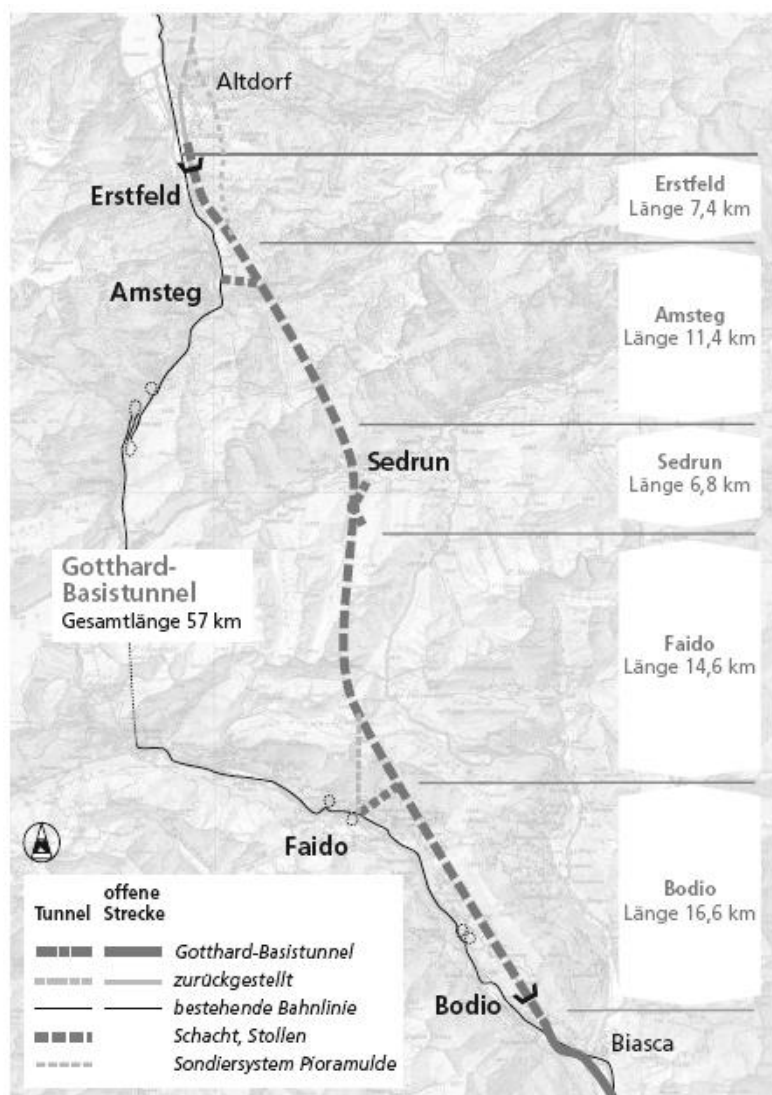 Altdorf
Erstfeld
Erstfeld
Länge 7,4 km
Amsteg
Amsteg
Länge 11,4 km
Sedrun
Sedrun
Länge 6,8 km
Gotthard-
Basistunnel
Gesamtlänge 57 km
Faido
Länge 14,6 km
Faido
Bodio
Länge 16,6 km
Bodio
Biasca
offene
Tunnel Strecke
Gotthard-Basistunnel
zurückgestellt
bestehende Bahnlinie
Schacht, Stollen
Sondiersystem Pioramulde